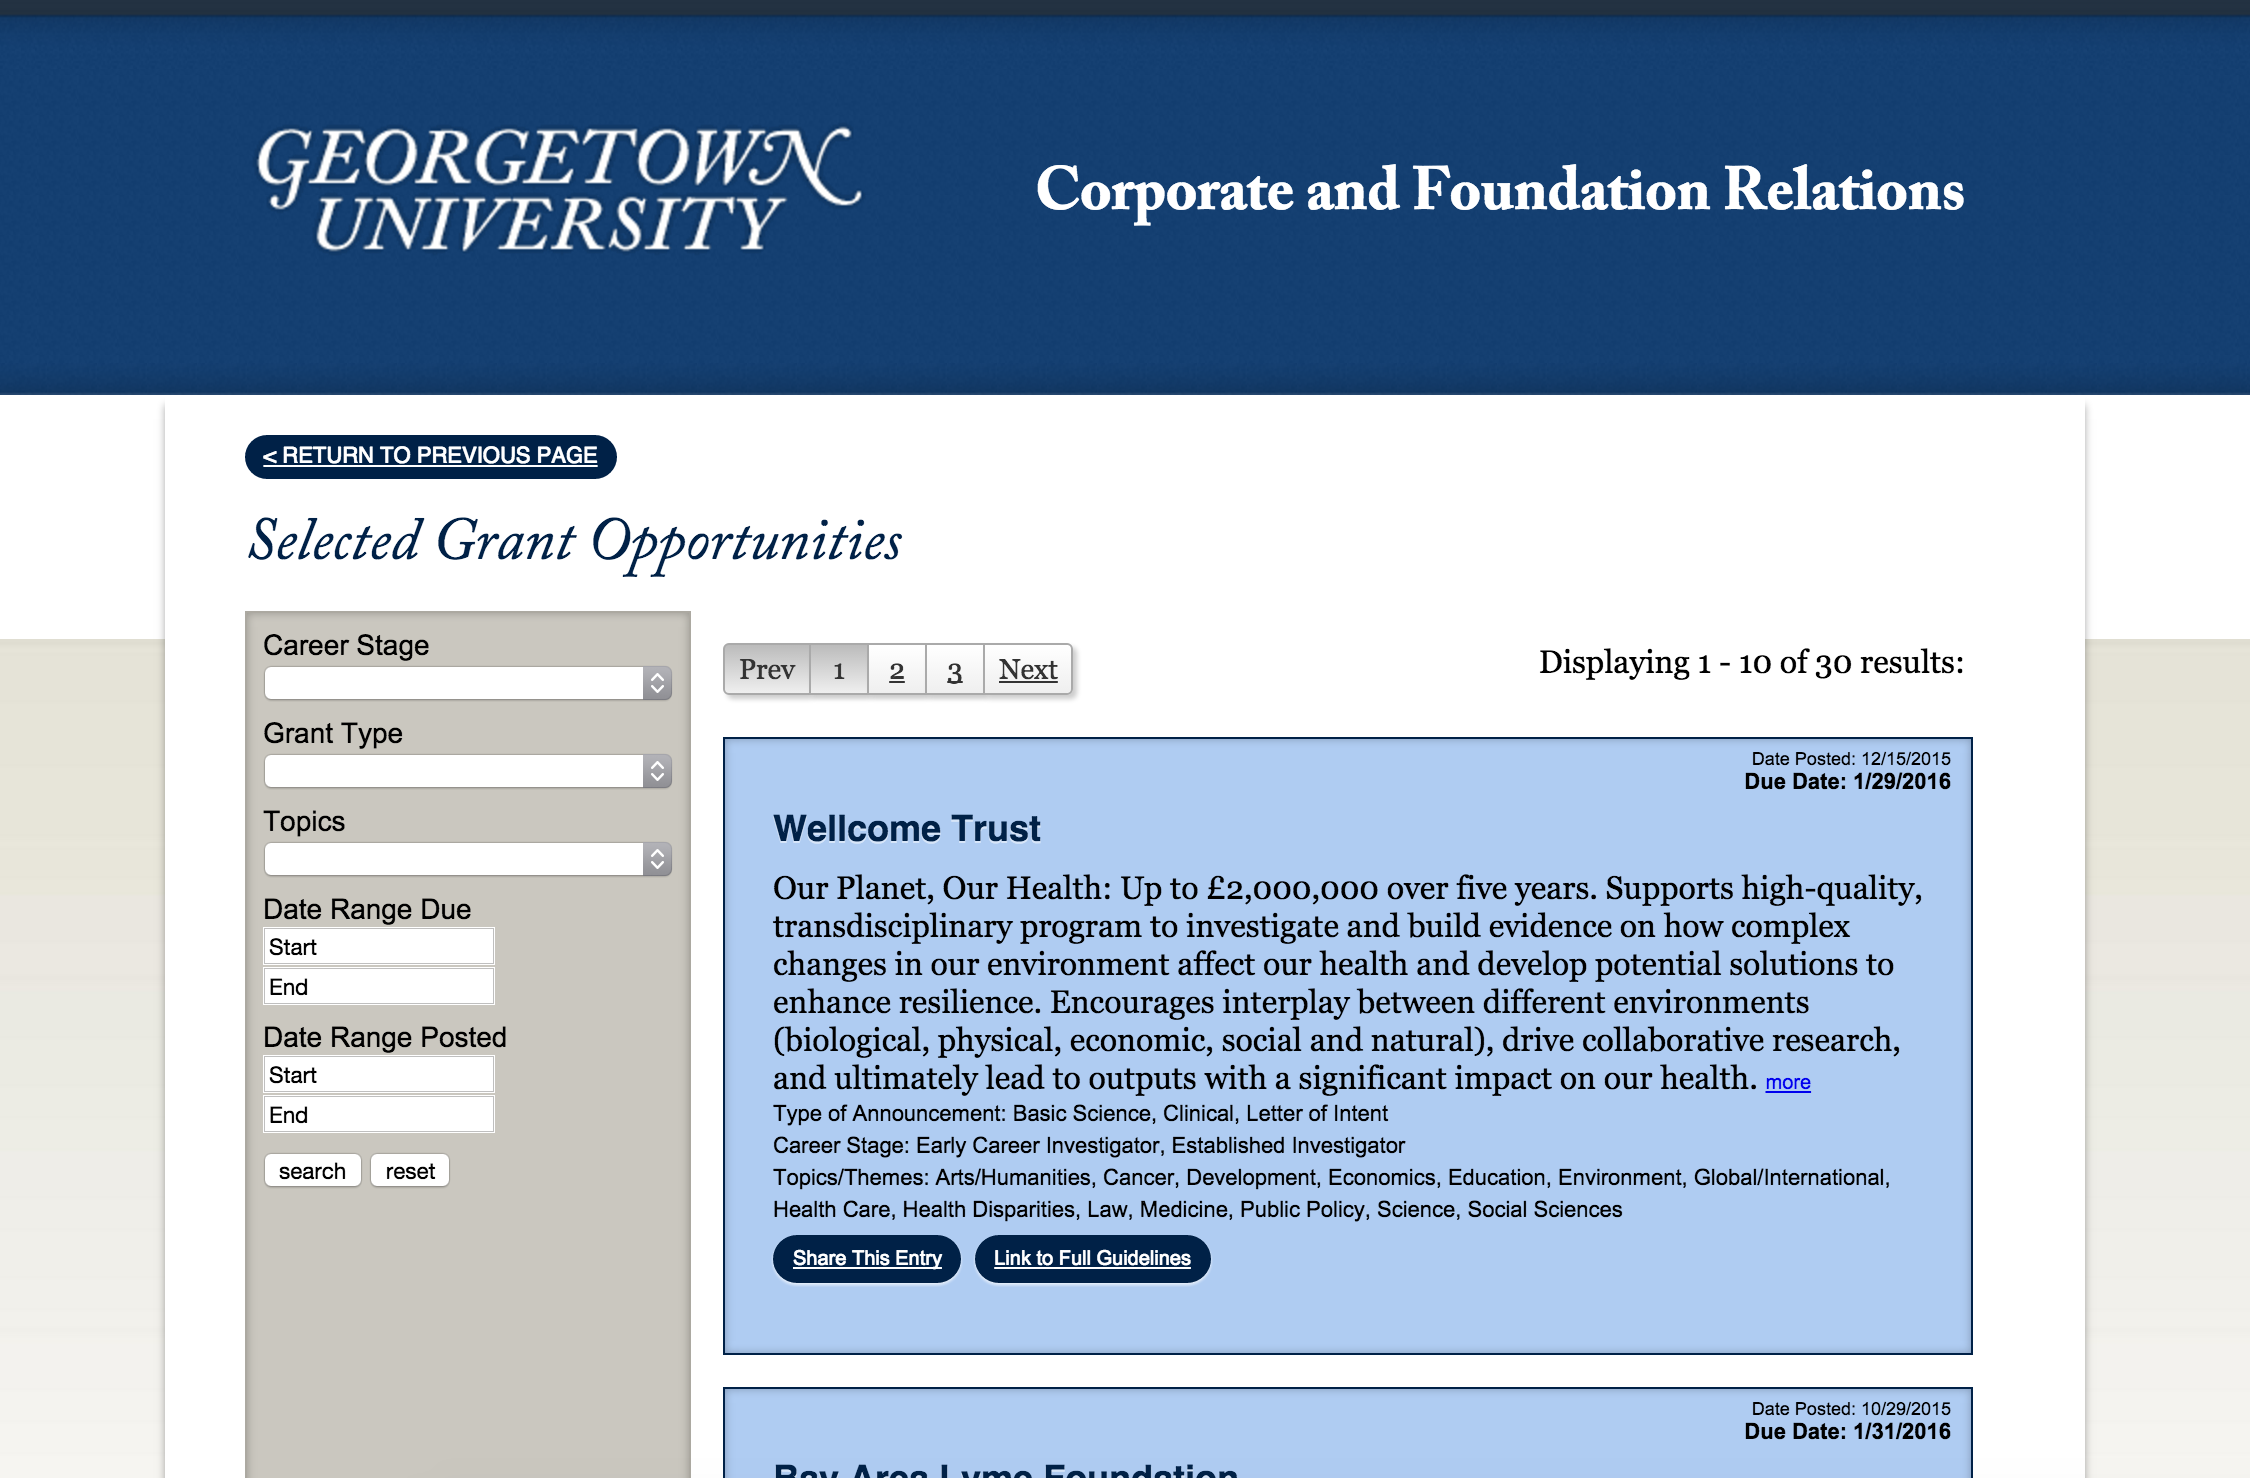 GEORGETOWN
UNIVERSITY
Corporate and Foundation Relations
< RETURN TO PREVIOUS PAGE
Selected Grant Opportunities
Career Stage
Grant Type
Topics
Date Range Due
Start
End
Date Range Posted
Start
End
search reset
Prev 1 2 3 Next
Displaying 1 - 10 of 30 results:
Date Posted: 12/15/2015
Due Date: 1/29/2016
Wellcome Trust
Our Planet, Our Health: Up to £2,000,000 over five years. Supports high-quality,
transdisciplinary program to investigate and build evidence on how complex
changes in our environment affect our health and develop potential solutions to
enhance resilience. Encourages interplay between different environments
(biological, physical, economic, social and natural), drive collaborative research,
and ultimately lead to outputs with a significant impact on our health. more
Type of Announcement: Basic Science, Clinical, Letter of Intent
Career Stage: Early Career Investigator, Established Investigator
Topics/Themes: Arts/Humanities, Cancer, Development, Economics, Education, Environment, Global/International,
Health Care, Health Disparities, Law, Medicine, Public Policy, Science, Social Sciences
Share This Entry Link to Full Guidelines
Date Posted: 10/29/2015
Due Date: 1/31/2016
Bay Area Lyme Foundation